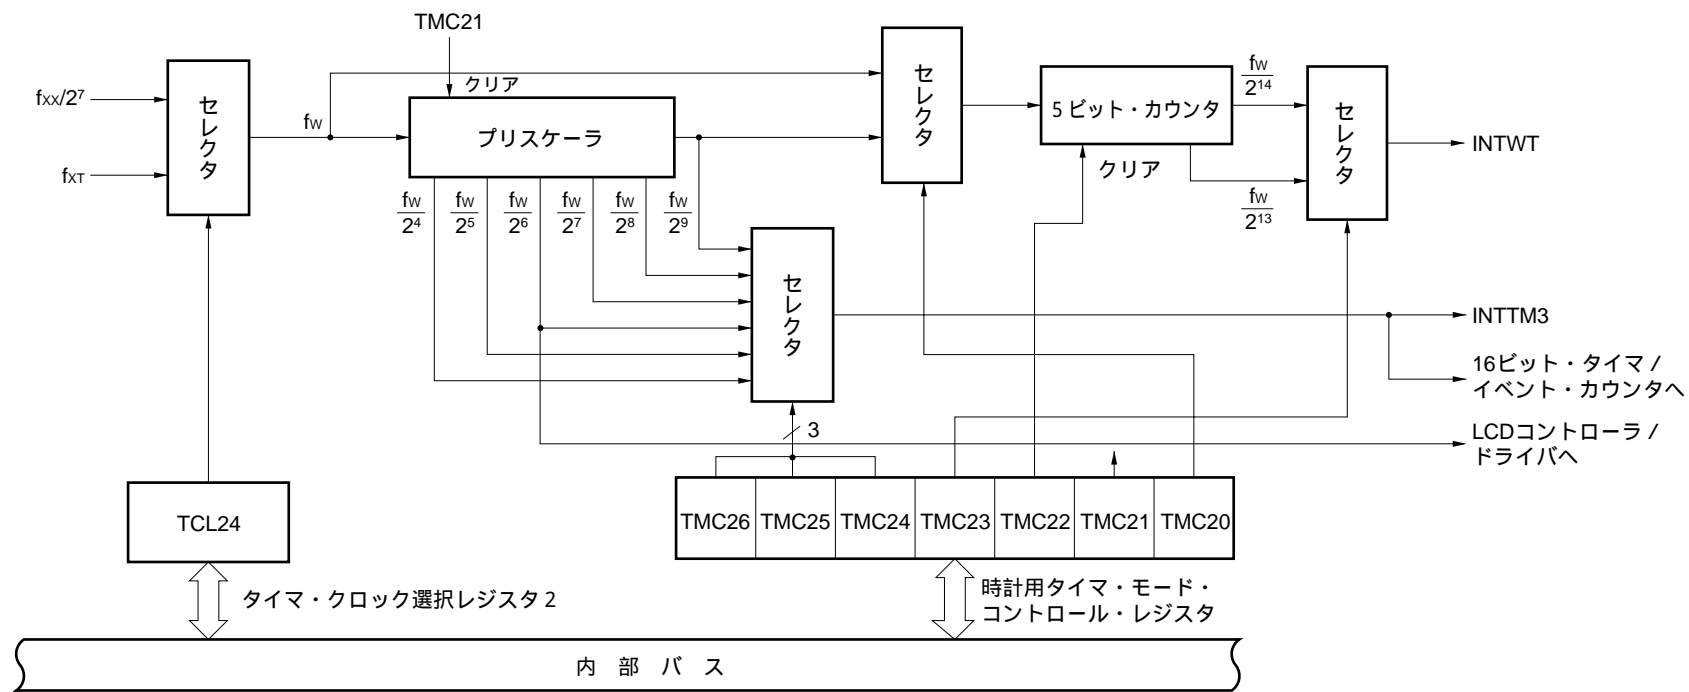 TMC21
クリア
fXX/2⁷
fXT
セレクタ
fW
プリスケーラ
fW/2⁴
fW/2⁵
fW/2⁶
fW/2⁷
fW/2⁸
fW/2⁹
セレクタ
5ビット・カウンタ
クリア
fW/2¹⁴
fW/2¹³
セレクタ
INTWT
セレクタ
INTTM3
16ビット・タイマ/
イベント・カウンタへ
3
LCDコントローラ/
ドライバへ
TCL24
TMC26 TMC25 TMC24 TMC23 TMC22 TMC21 TMC20
タイマ・クロック選択レジスタ2
時計用タイマ・モード・
コントロール・レジスタ
内部バス